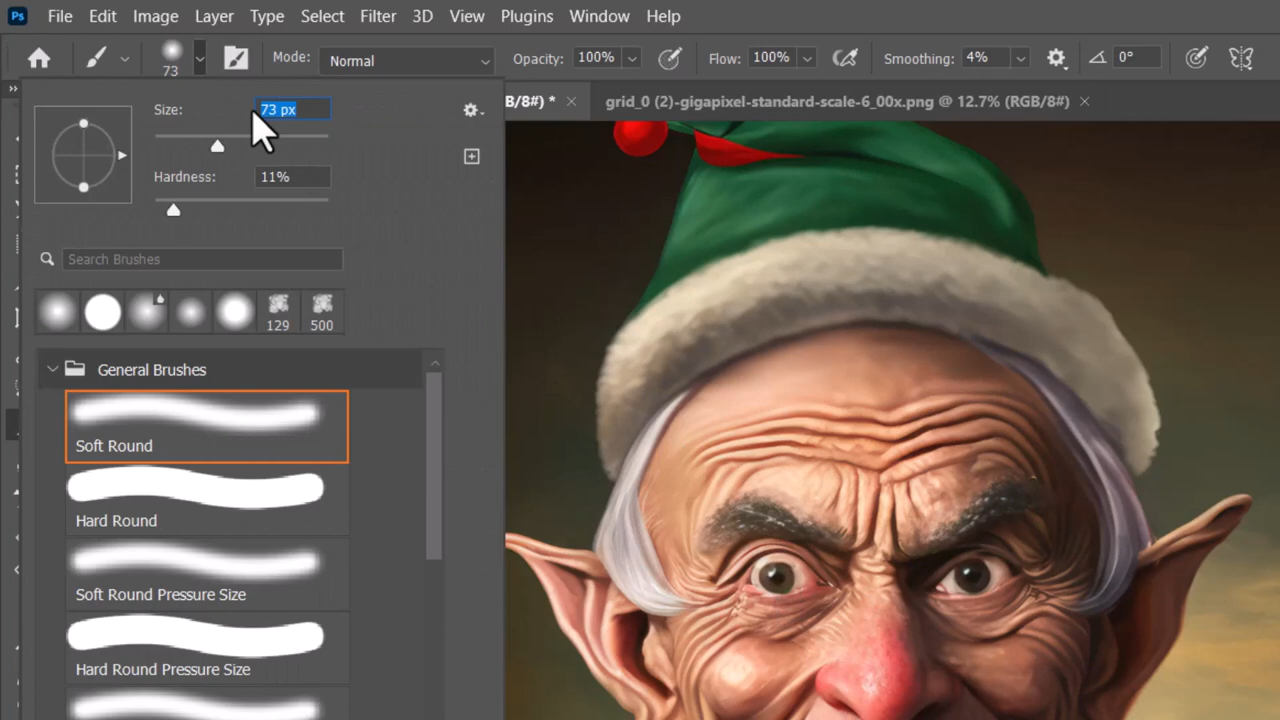 Ps File Edit Image Layer Type Select Filter 3D View Plugins Window Help
73 Mode: Normal Opacity: 100% Flow: 100% Smoothing: 4% 0°
B/8#) * × grid_0 (2)-gigapixel-standard-scale-6_00x.png @ 12.7% (RGB/8#) ×
Size: 73 px
Hardness: 11%
Search Brushes
129 500
General Brushes
Soft Round
Hard Round
Soft Round Pressure Size
Hard Round Pressure Size